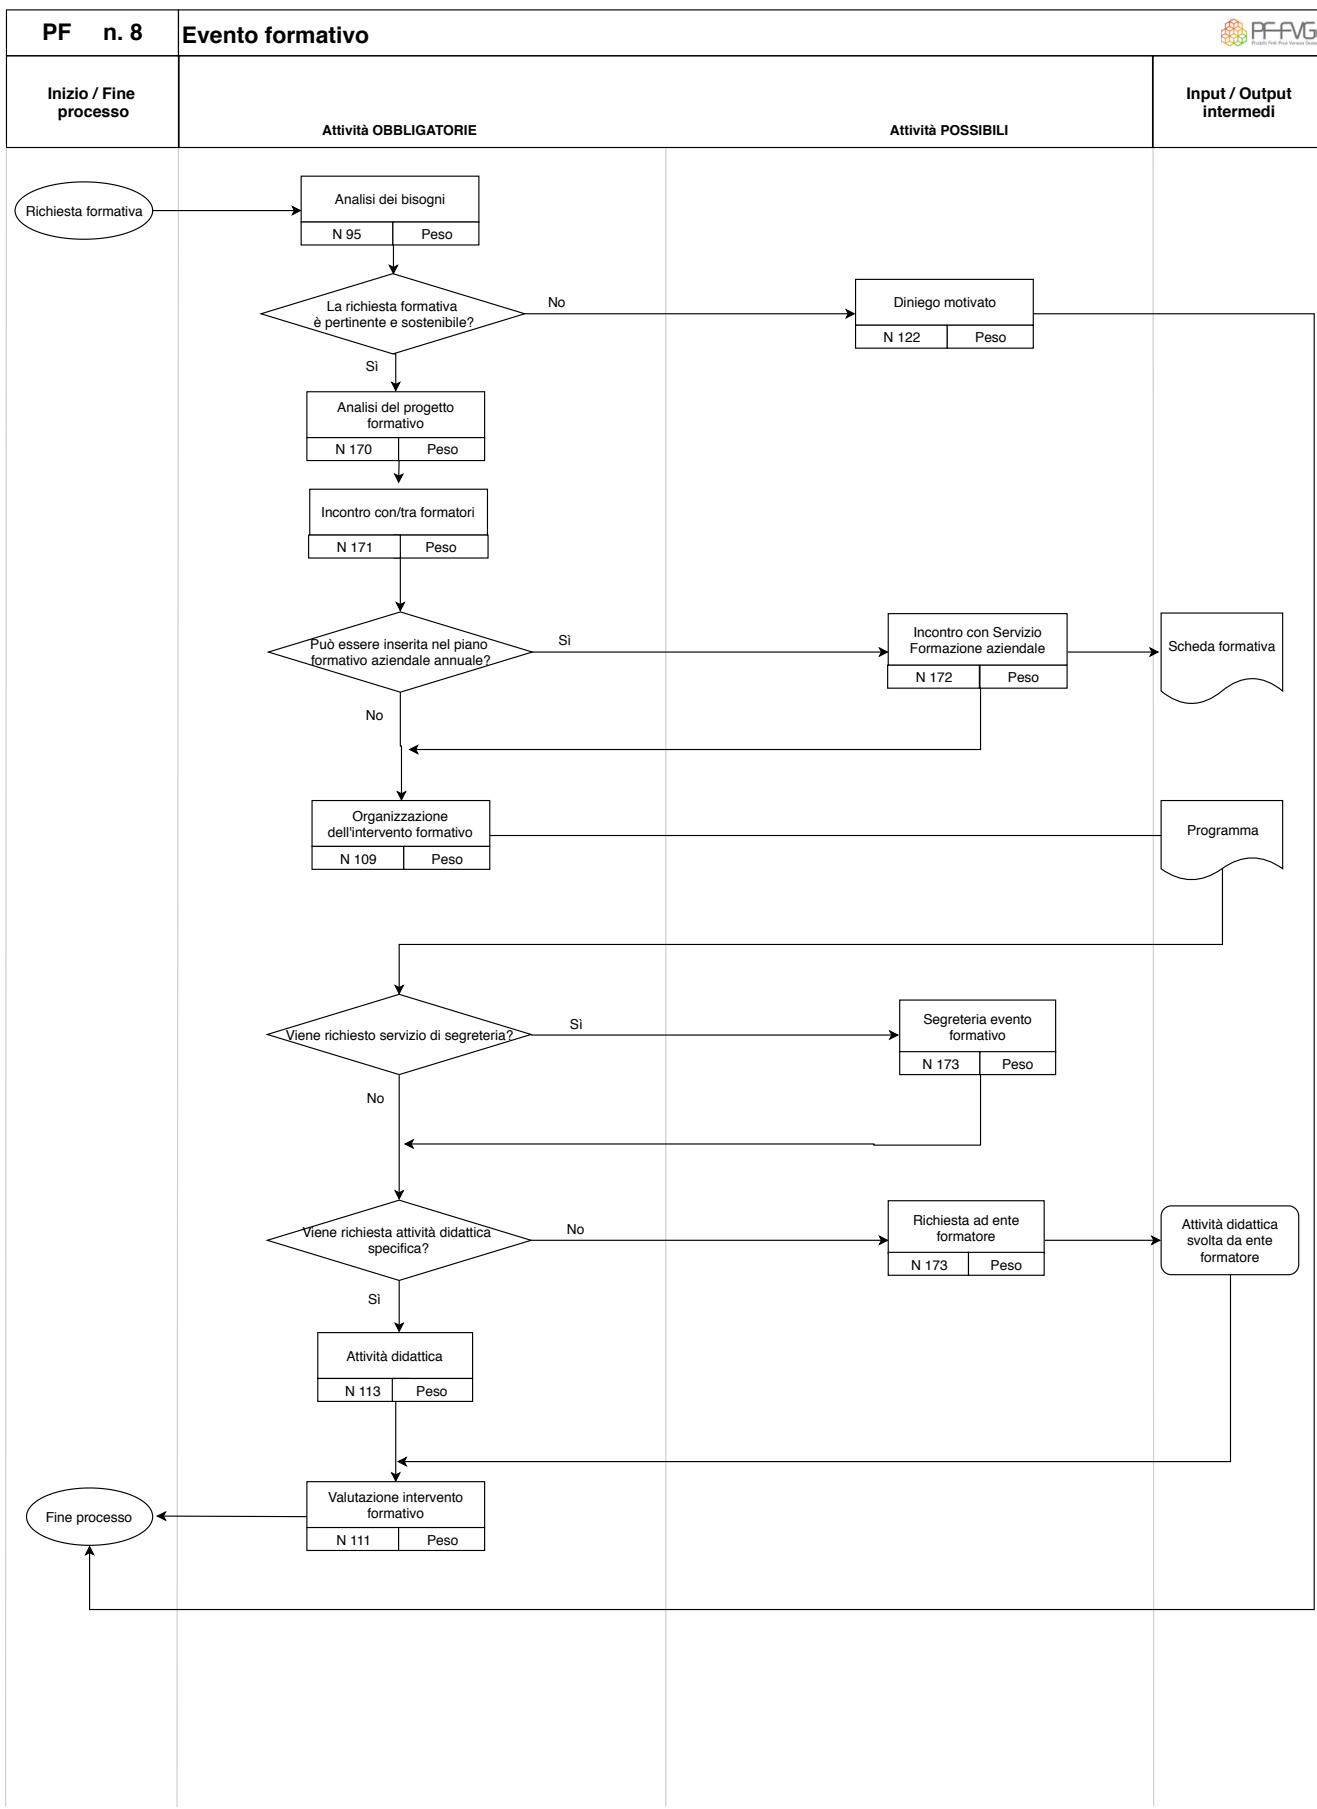 PF n. 8
Evento formativo
PF-FVG
Inizio / Fine
processo
Attività OBBLIGATORIE
Attività POSSIBILI
Input / Output
intermedi
Richiesta formativa
Analisi dei bisogni
N 95
Peso
La richiesta formativa
è pertinente e sostenibile?
No
Diniego motivato
N 122
Peso
Sì
Analisi del progetto
formativo
N 170
Peso
Incontro con/tra formatori
N 171
Peso
Può essere inserita nel piano
formativo aziendale annuale?
Sì
Incontro con Servizio
Formazione aziendale
N 172
Peso
Scheda formativa
No
Organizzazione
dell'intervento formativo
N 109
Peso
Programma
Viene richiesto servizio di segreteria?
Sì
Segreteria evento
formativo
N 173
Peso
No
Viene richiesta attività didattica
specifica?
No
Richiesta ad ente
formatore
N 173
Peso
Attività didattica
svolta da ente
formatore
Sì
Attività didattica
N 113
Peso
Valutazione intervento
formativo
N 111
Peso
Fine processo